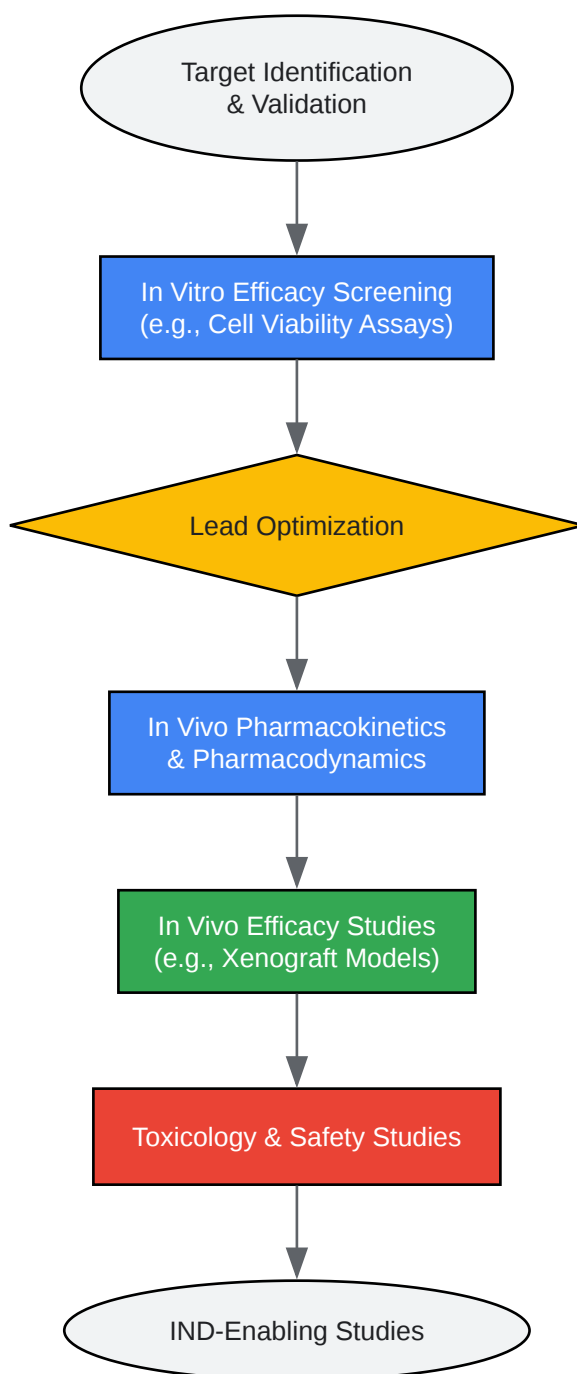 Target Identification
& Validation
In Vitro Efficacy Screening
(e.g., Cell Viability Assays)
Lead Optimization
In Vivo Pharmacokinetics
& Pharmacodynamics
In Vivo Efficacy Studies
(e.g., Xenograft Models)
Toxicology & Safety Studies
IND-Enabling Studies